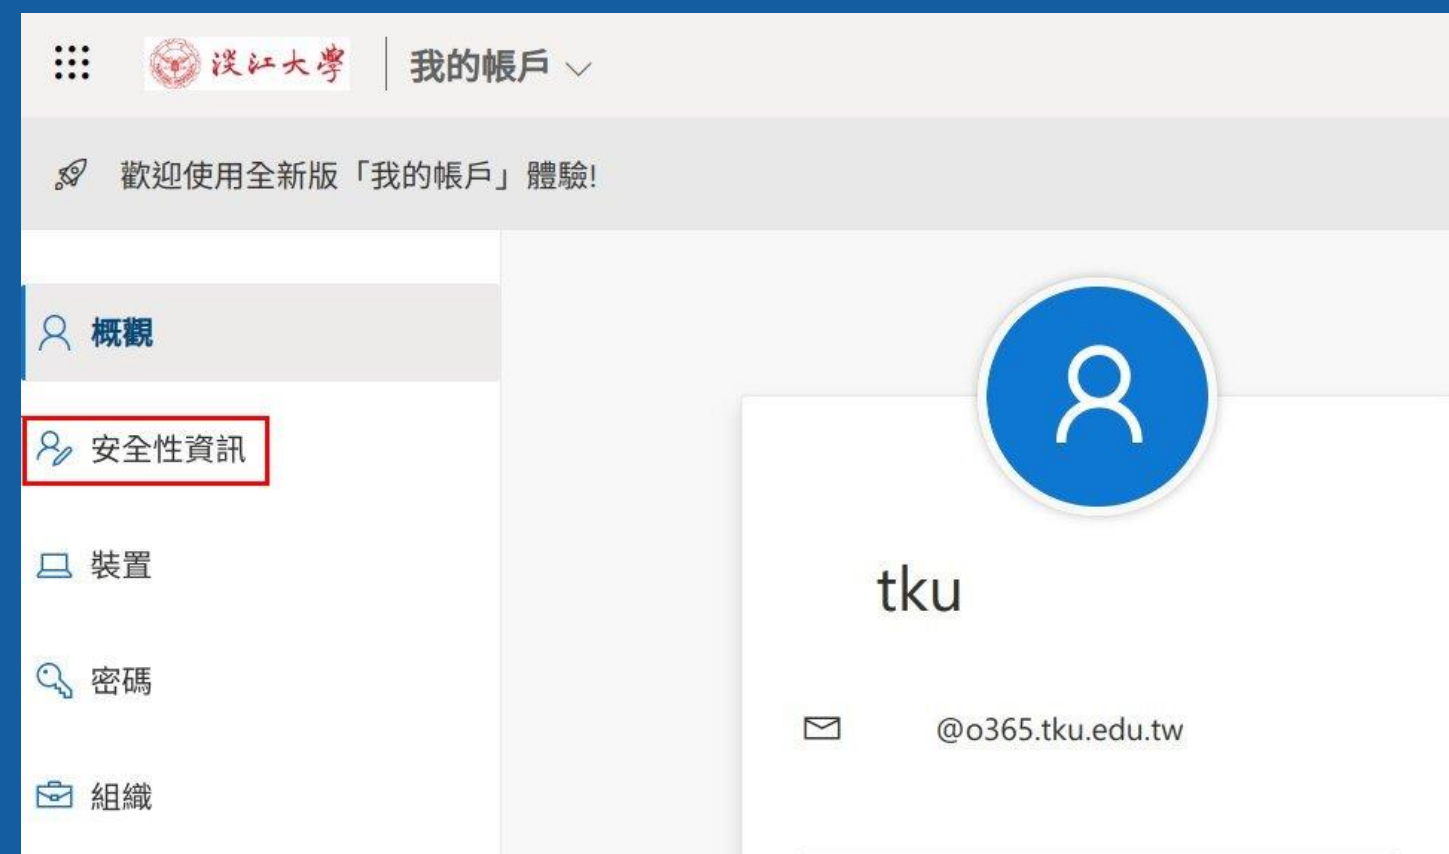 淡江大學
我的帳戶
歡迎使用全新版「我的帳戶」體驗!
概觀
安全性資訊
裝置
密碼
組織
tku
@o365.tku.edu.tw